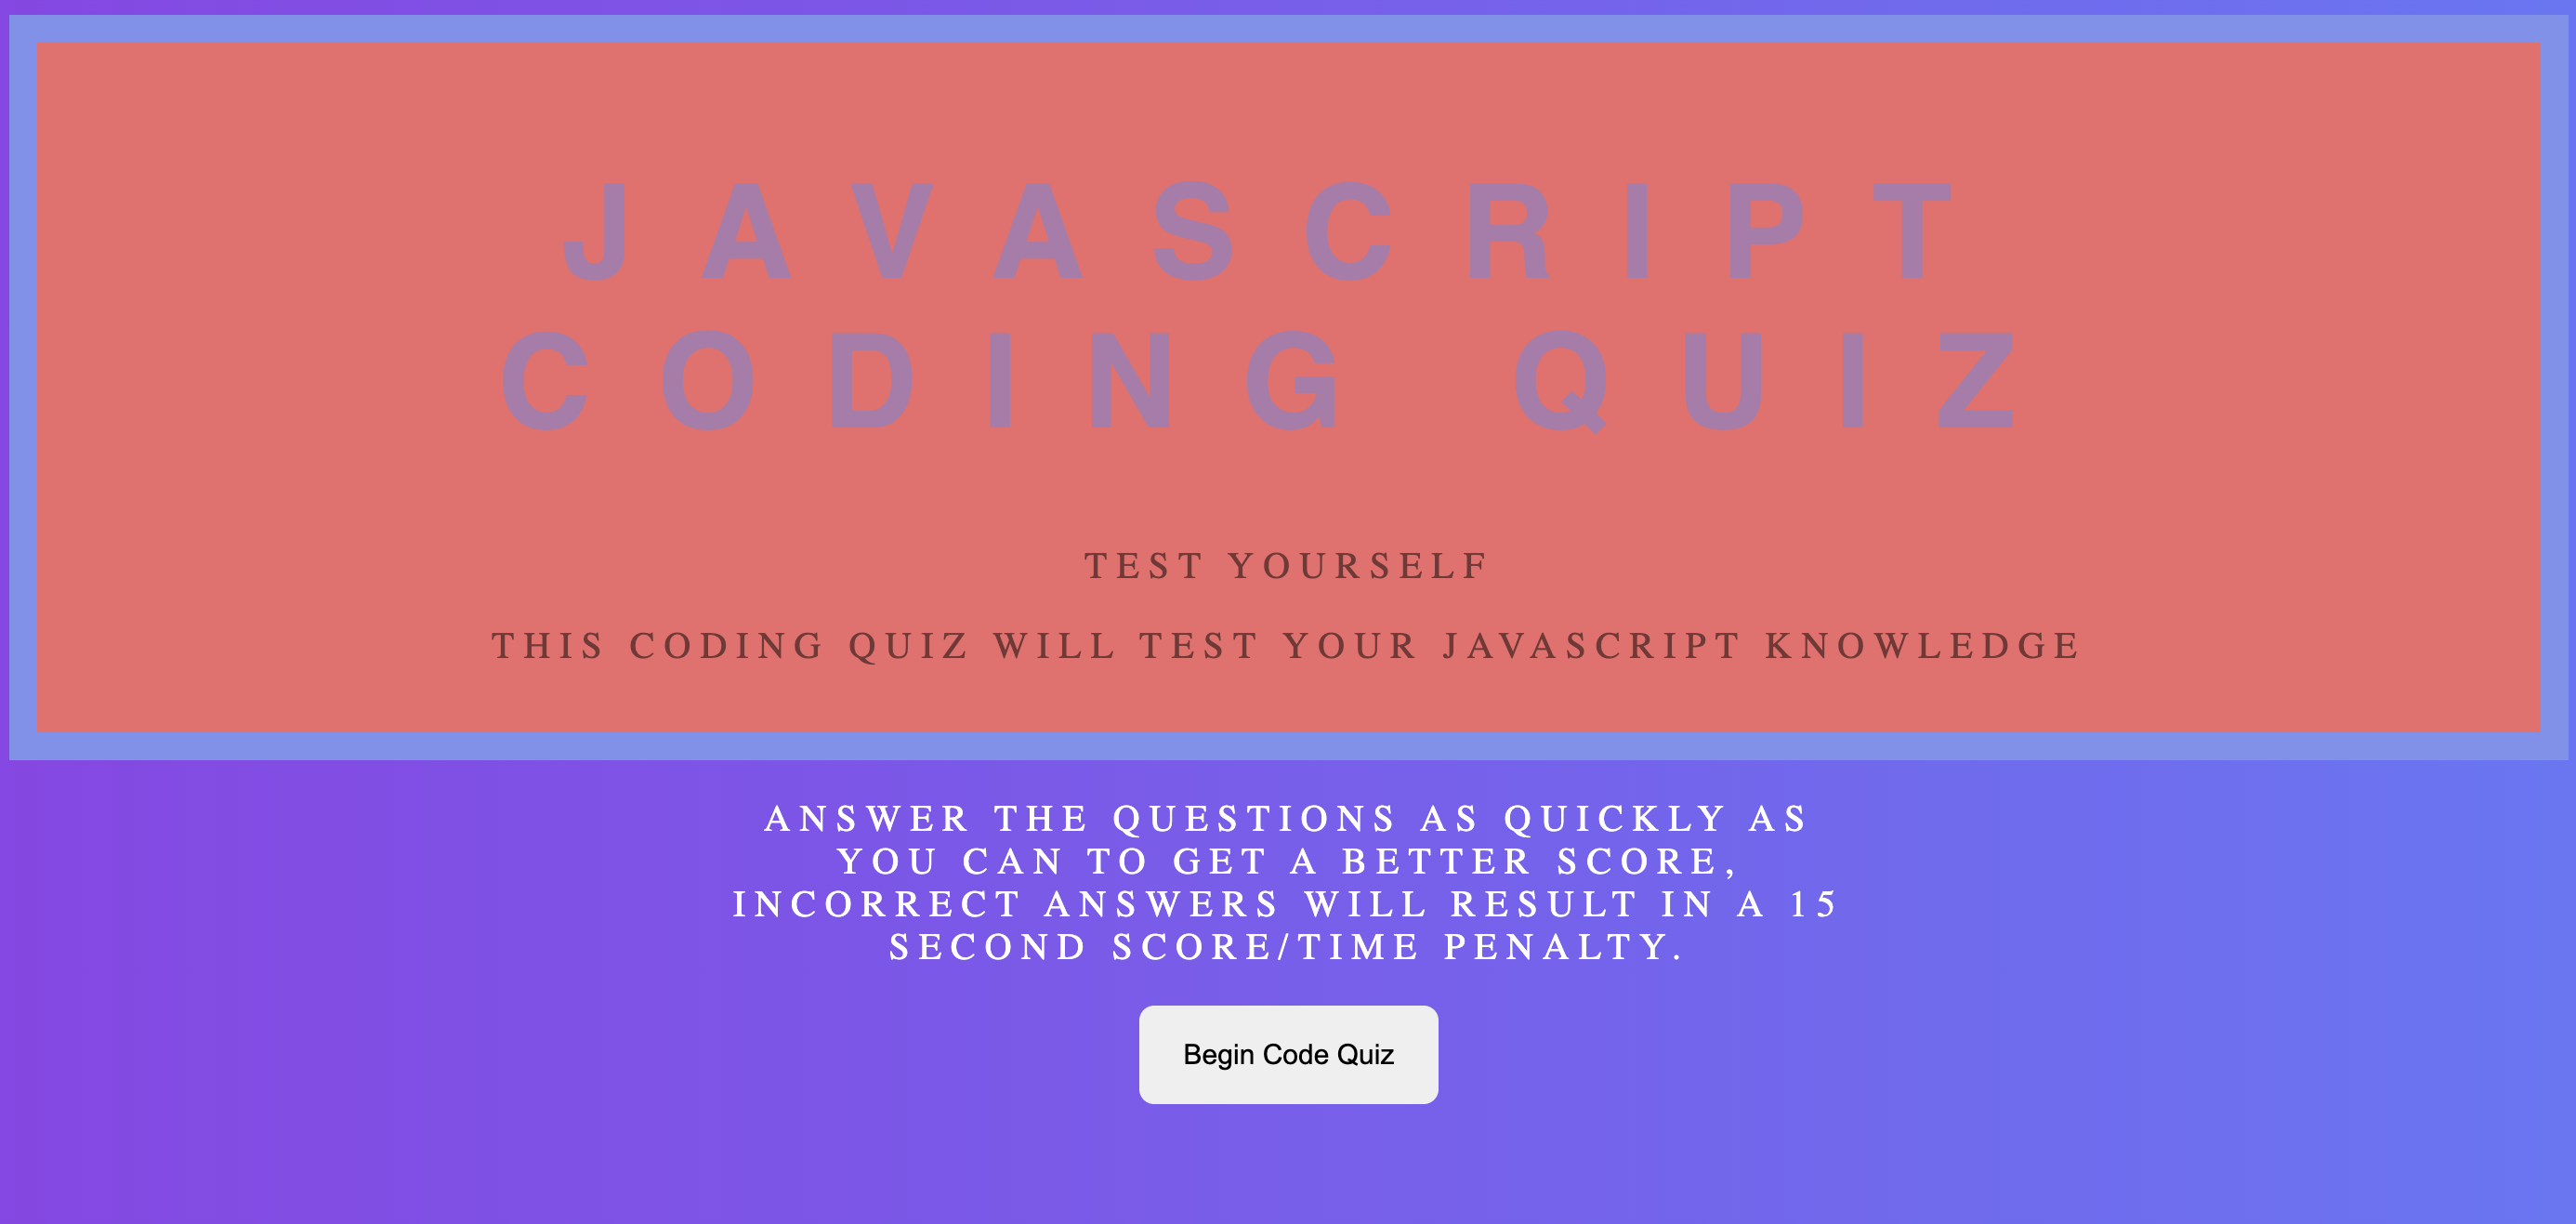 JAVASCRIPT
CODING QUIZ
TEST YOURSELF
THIS CODING QUIZ WILL TEST YOUR JAVASCRIPT KNOWLEDGE
ANSWER THE QUESTIONS AS QUICKLY AS
YOU CAN TO GET A BETTER SCORE,
INCORRECT ANSWERS WILL RESULT IN A 15
SECOND SCORE/TIME PENALTY.
Begin Code Quiz